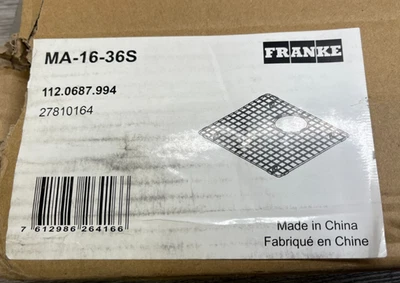 MA-16-36S
FRANKE
112.0687.994
27810164
7 612986 264166
Made in China
Fabriqué en Chine